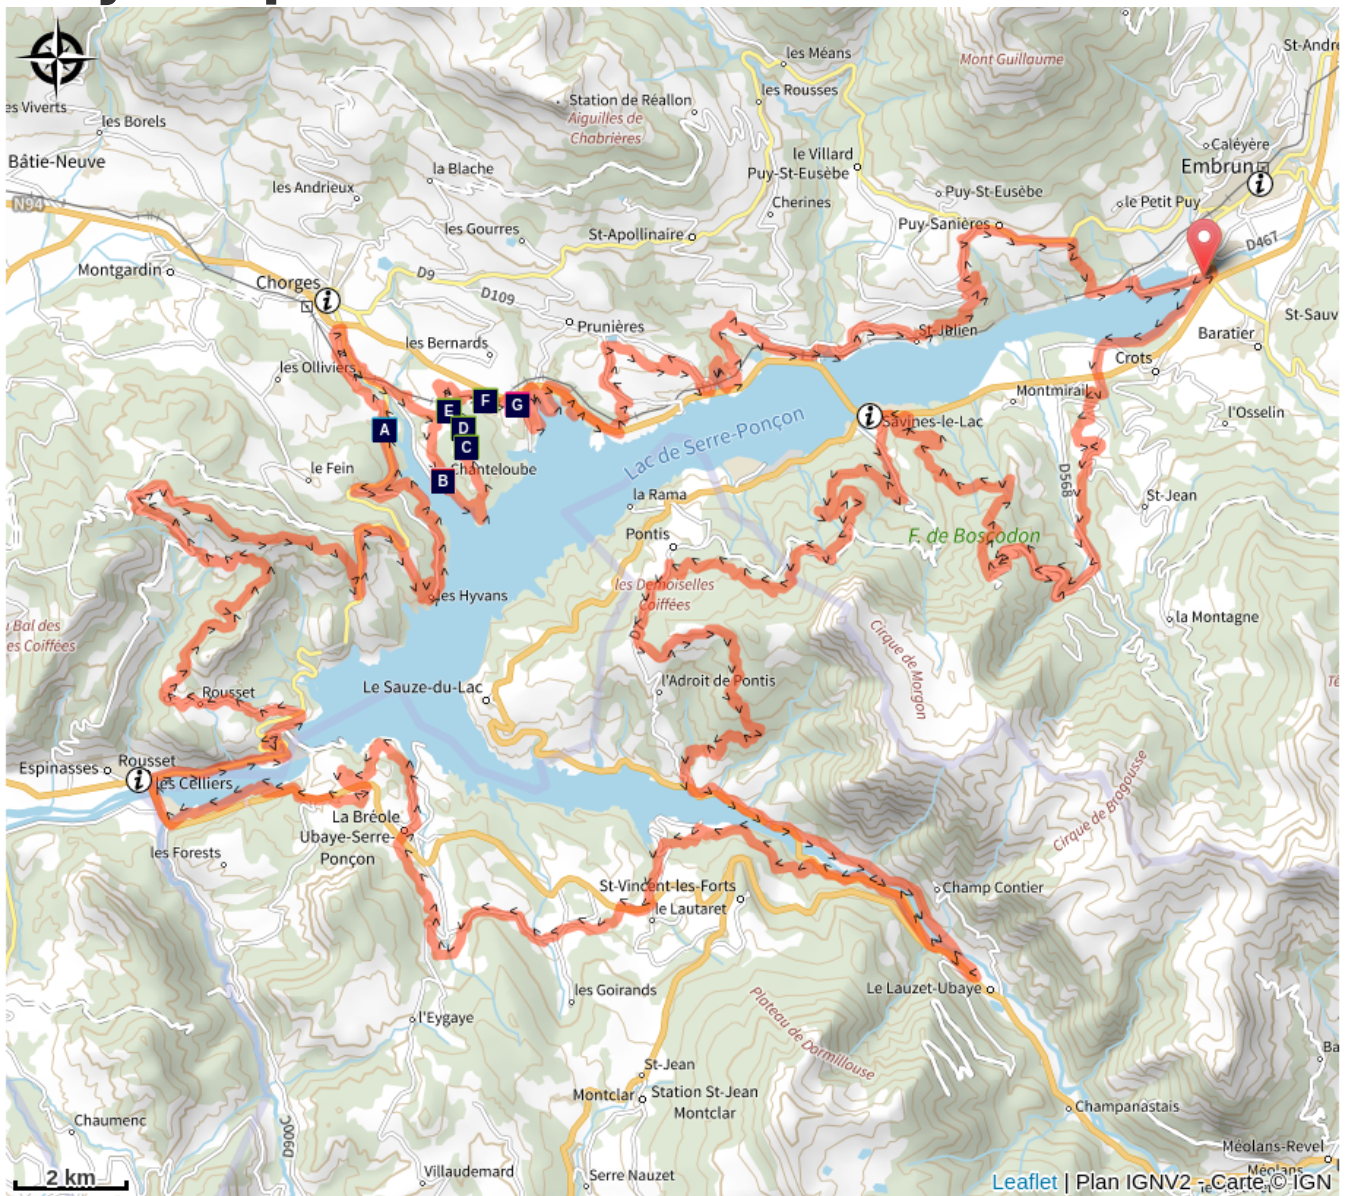 les Méans
Mont Guillaume
St-André
les Rousses
Station de Réallon
es Viverts
Aiguilles de
Chabrières
les Borels
Caléyère
le Villard
Bâtie-Neuve
la Blache
Puy-St-Eusèbe
Embrun
les Andrieux
Puy-St-Eusèbe
N94
Cherines
le Petit Puy
les Gourres
St-Apollinaire
Puy-Sanières
D467
Montgardin
D9
Chorges
D109
Prunières
St-Julien
St-Sauv
Baratier
les Bernards
Crots
les Olliviers
Montmirail
F
E
G
l'Osselin
A
D
Lac de Serre-Ponçon
Savines-le-Lac
C
le Fein
Chanteloube
B
D568
la Rama
St-Jean
Pontis
F. de Boscodon
les Demoiselles
Coiffées
les Hyvans
la Montagne
u Bal des
es Coiffées
Cirque de Morgon
l'Adroit de Pontis
Le Sauze-du-Lac
Rousset
Espinasses
Rousset
les Celliers
Cirque de Bragousse
La Bréole
Ubaye-Serre-
Ponçon
les Forests
St-Vincent-les-Forts
Champ Contier
le Lautaret
Le Lauzet-Ubaye
les Goirands
Plateau de Dormillouse
l'Eygaye
St-Jean
Montclar
Station St-Jean
Montclar
Chaumenc
D900C
Champanastais
Méolans-Revel
Villaudemard
Serre Nauzet
Méolans
2 km
Leaflet | Plan IGNV2 - Carte © IGN